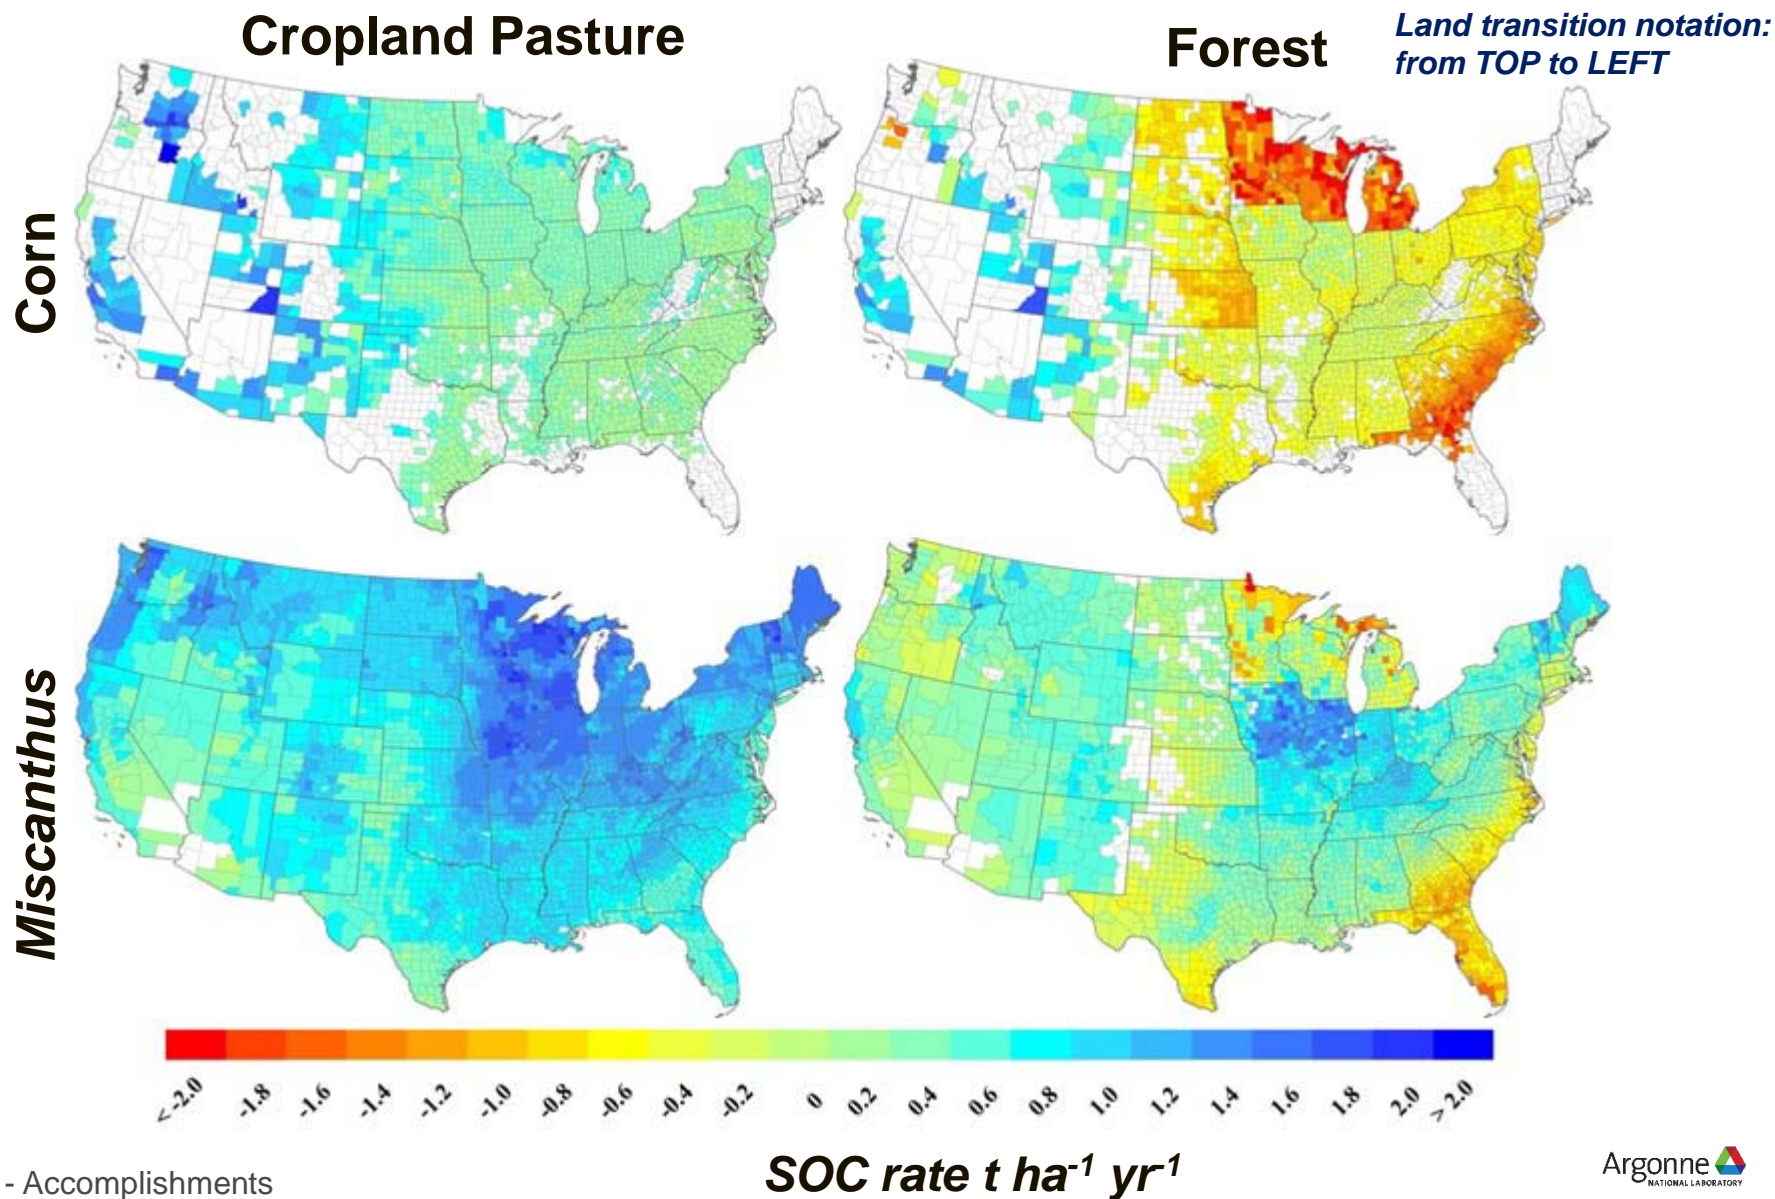 Cropland Pasture
Forest
Land transition notation:
from TOP to LEFT
Corn
Miscanthus
< -2.0
-1.8
-1.6
-1.4
-1.2
-1.0
-0.8
-0.6
-0.4
-0.2
0
0.2
0.4
0.6
0.8
1.0
1.2
1.4
1.6
1.8
2.0
> 2.0
SOC rate t ha⁻¹ yr⁻¹
- Accomplishments
Argonne
NATIONAL LABORATORY